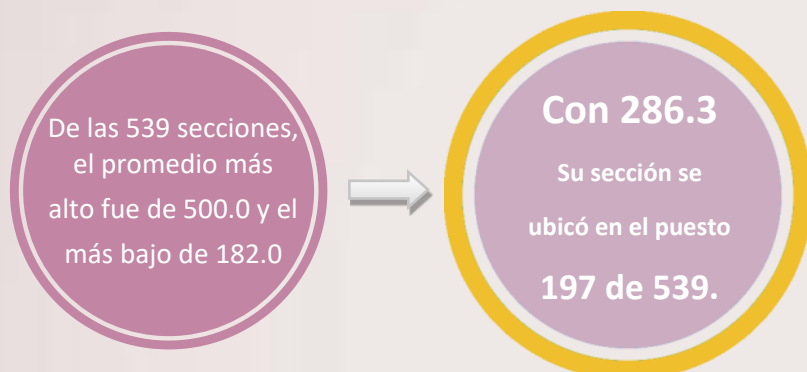 De las 539 secciones,
el promedio más
alto fue de 500.0 y el
más bajo de 182.0
Con 286.3
Su sección se
ubicó en el puesto
197 de 539.